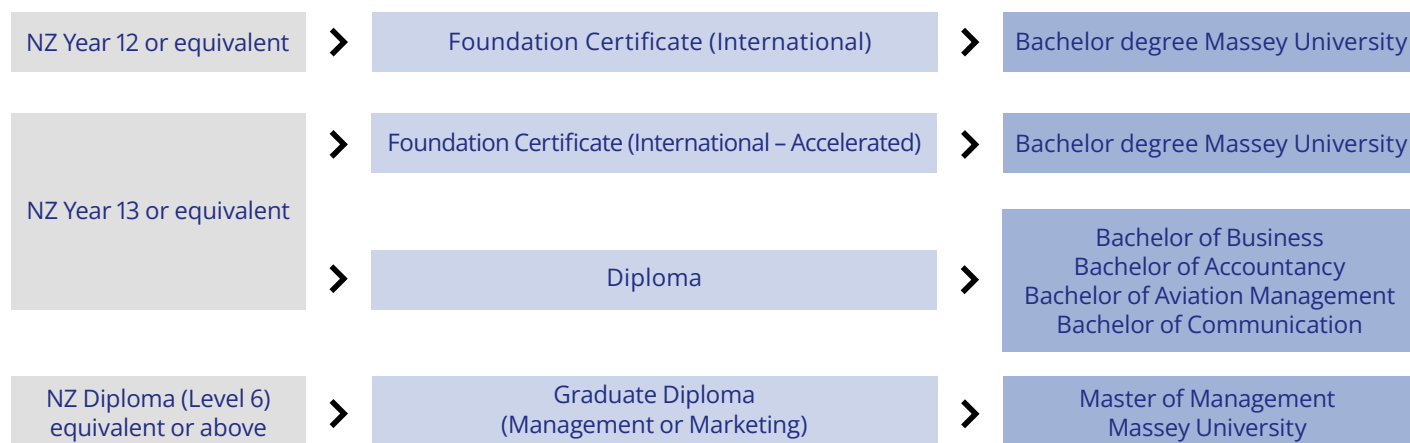 NZ Year 12 or equivalent
Foundation Certificate (International)
Bachelor degree Massey University
NZ Year 13 or equivalent
Foundation Certificate (International – Accelerated)
Bachelor degree Massey University
Diploma
Bachelor of Business
Bachelor of Accountancy
Bachelor of Aviation Management
Bachelor of Communication
NZ Diploma (Level 6)
equivalent or above
Graduate Diploma
(Management or Marketing)
Master of Management
Massey University